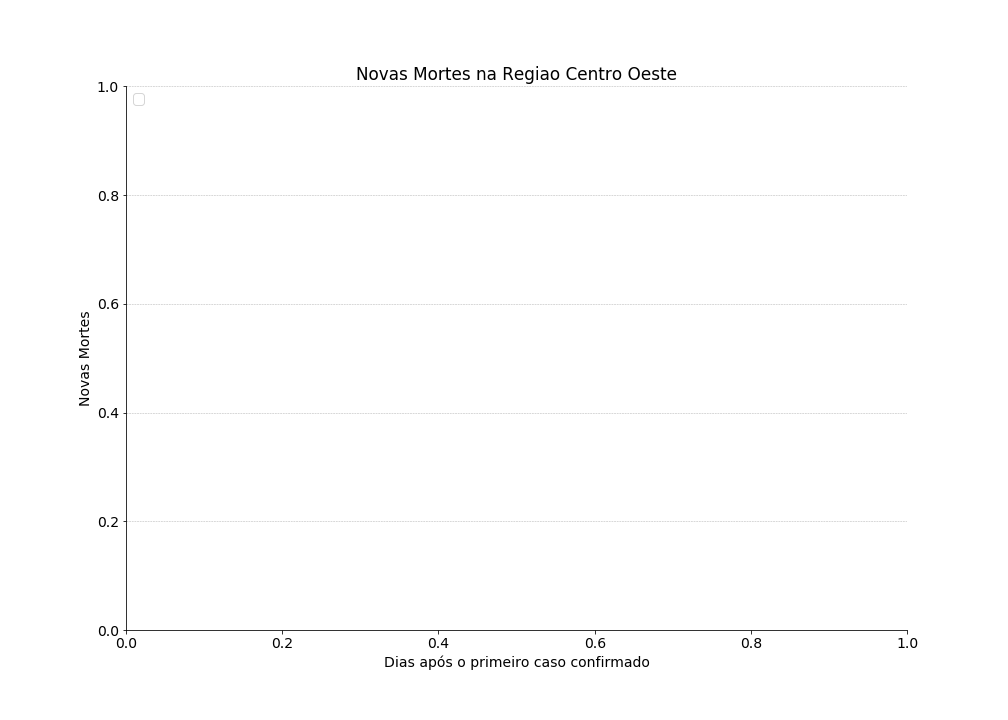 Novas Mortes na Regiao Centro Oeste
1.0
0.8
0.6
0.4
0.2
0.0
Novas Mortes
0.0 0.2 0.4 0.6 0.8 1.0
Dias após o primeiro caso confirmado